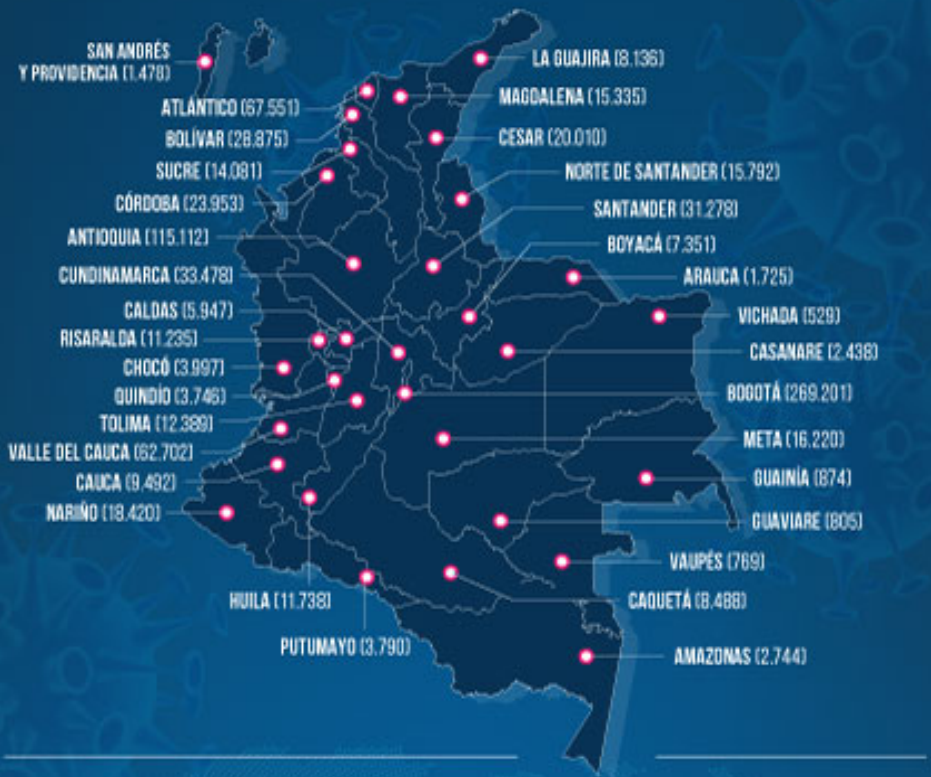 SAN ANDRÉS
Y PROVIDENCIA (1.478)
ATLÁNTICO (67.551)
BOLÍVAR (28.875)
SUCRE (14.081)
CÓRDOBA (23.953)
ANTIOQUIA (115.112)
CUNDINAMARCA (33.478)
CALDAS (5.947)
RISARALDA (11.235)
CHOCÓ (3.997)
QUINDÍO (3.746)
TOLIMA (12.389)
VALLE DEL CAUCA (62.702)
CAUCA (9.492)
NARIÑO (18.420)
HUILA (11.738)
PUTUMAYO (3.790)
LA GUAJIRA (8.136)
MAGDALENA (15.335)
CESAR (20.010)
NORTE DE SANTANDER (15.792)
SANTANDER (31.278)
BOYACÁ (7.351)
ARAUCA (1.725)
VICHADA (529)
CASANARE (2.438)
BOGOTÁ (269.201)
META (16.220)
GUAINÍA (874)
GUAVIARE (805)
VAUPÉS (769)
CAQUETÁ (8.488)
AMAZONAS (2.744)